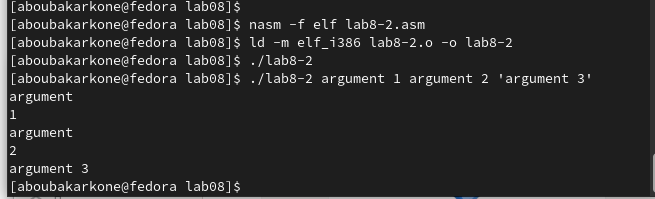 [aboubakarkone@fedora lab08]$
[aboubakarkone@fedora lab08]$ nasm -f elf lab8-2.asm
[aboubakarkone@fedora lab08]$ ld -m elf_i386 lab8-2.o -o lab8-2
[aboubakarkone@fedora lab08]$ ./lab8-2
[aboubakarkone@fedora lab08]$ ./lab8-2 argument 1 argument 2 'argument 3'
argument
1
argument
2
argument 3
[aboubakarkone@fedora lab08]$